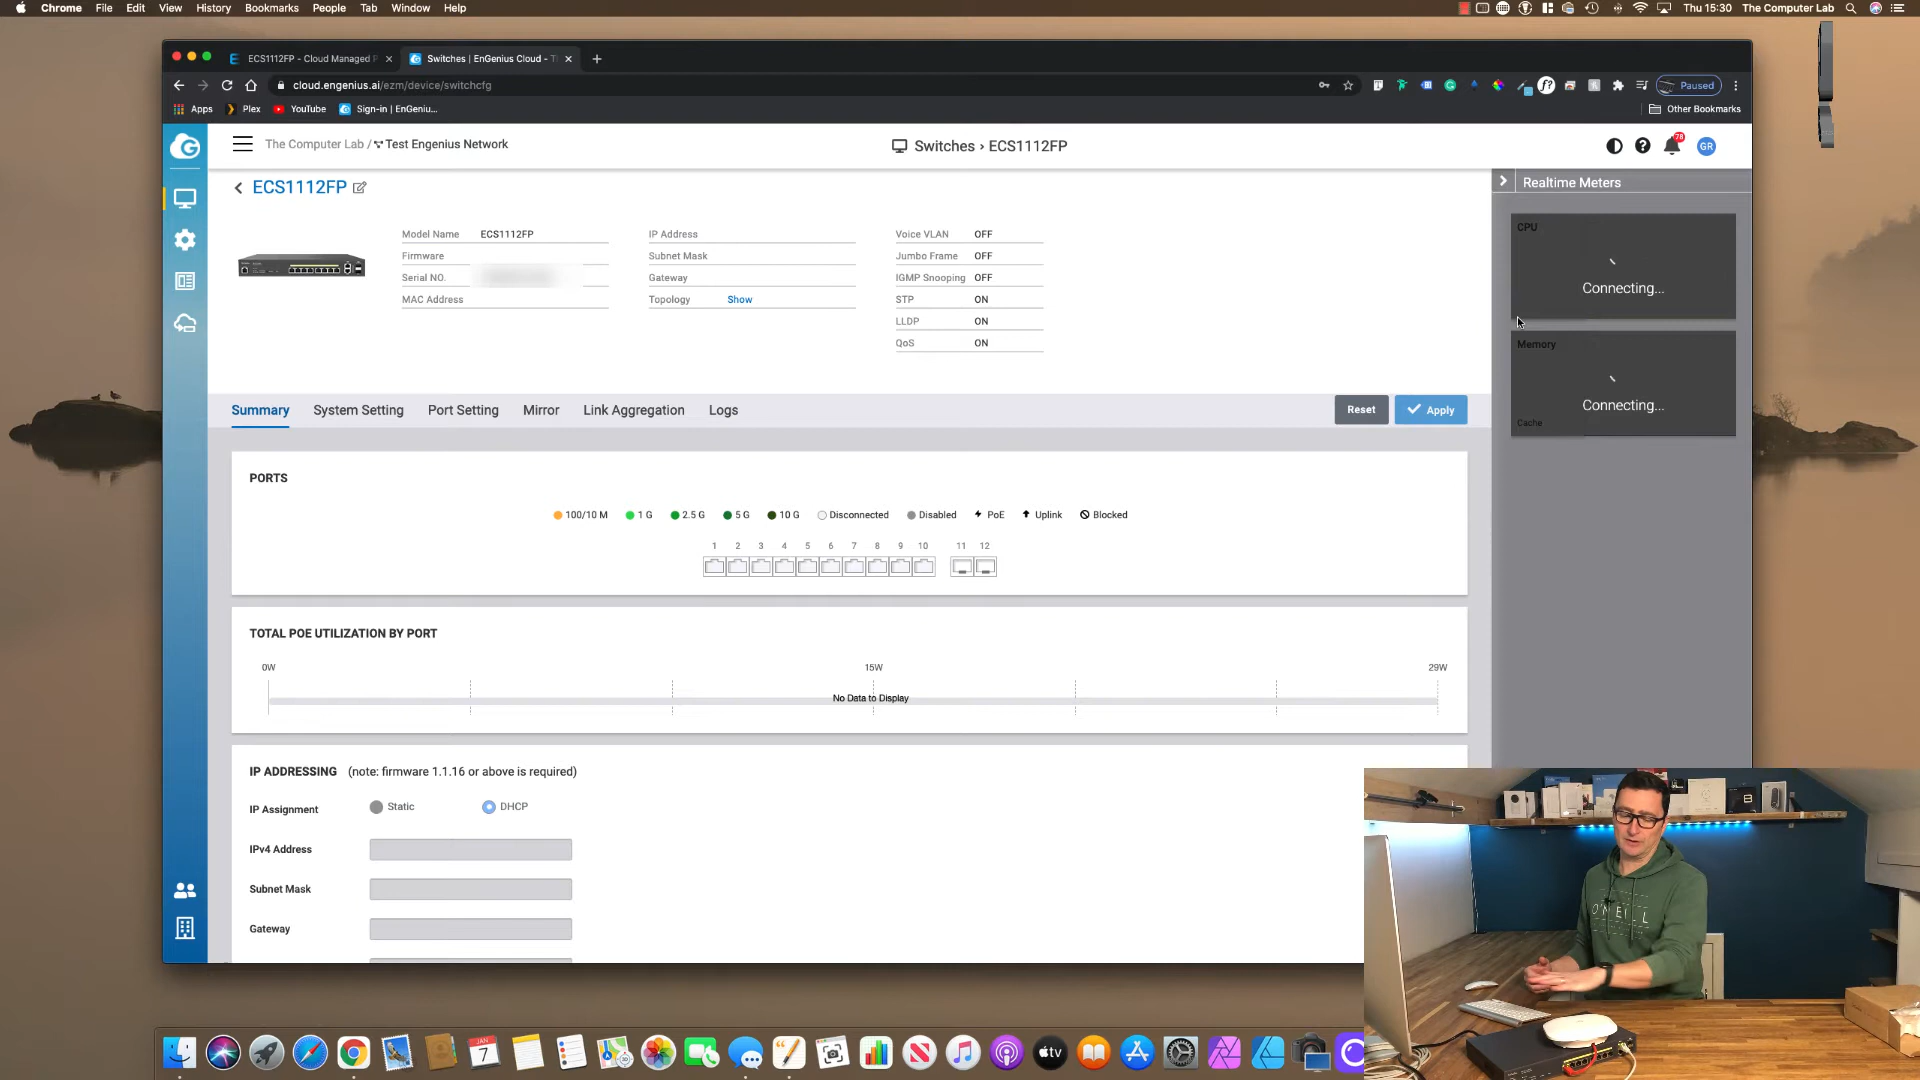 Chrome File Edit View History Bookmarks People Tab Window Help
Thu 15:30 The Computer Lab
ECS1112FP - Cloud Managed P
Switches | EnGenius Cloud - T
cloud.engenius.ai/ezm/device/switchcfg
Paused
Apps Plex YouTube Sign-in | EnGeniu... Other Bookmarks
The Computer Lab / Test Engenius Network
Switches › ECS1112FP
78
GR
ECS1112FP
Realtime Meters
Model Name ECS1112FP
Firmware
Serial NO.
MAC Address
IP Address
Subnet Mask
Gateway
Topology Show
Voice VLAN OFF
Jumbo Frame OFF
IGMP Snooping OFF
STP ON
LLDP ON
QoS ON
CPU
Connecting...
Memory
Connecting...
Cache
Summary System Setting Port Setting Mirror Link Aggregation Logs
Reset Apply
PORTS
100/10 M 1 G 2.5 G 5 G 10 G Disconnected Disabled PoE Uplink Blocked
1 2 3 4 5 6 7 8 9 10 11 12
TOTAL POE UTILIZATION BY PORT
0W 15W 29W
No Data to Display
IP ADDRESSING (note: firmware 1.1.16 or above is required)
IP Assignment Static DHCP
IPv4 Address
Subnet Mask
Gateway
O'NEILL
JAN
7
tv